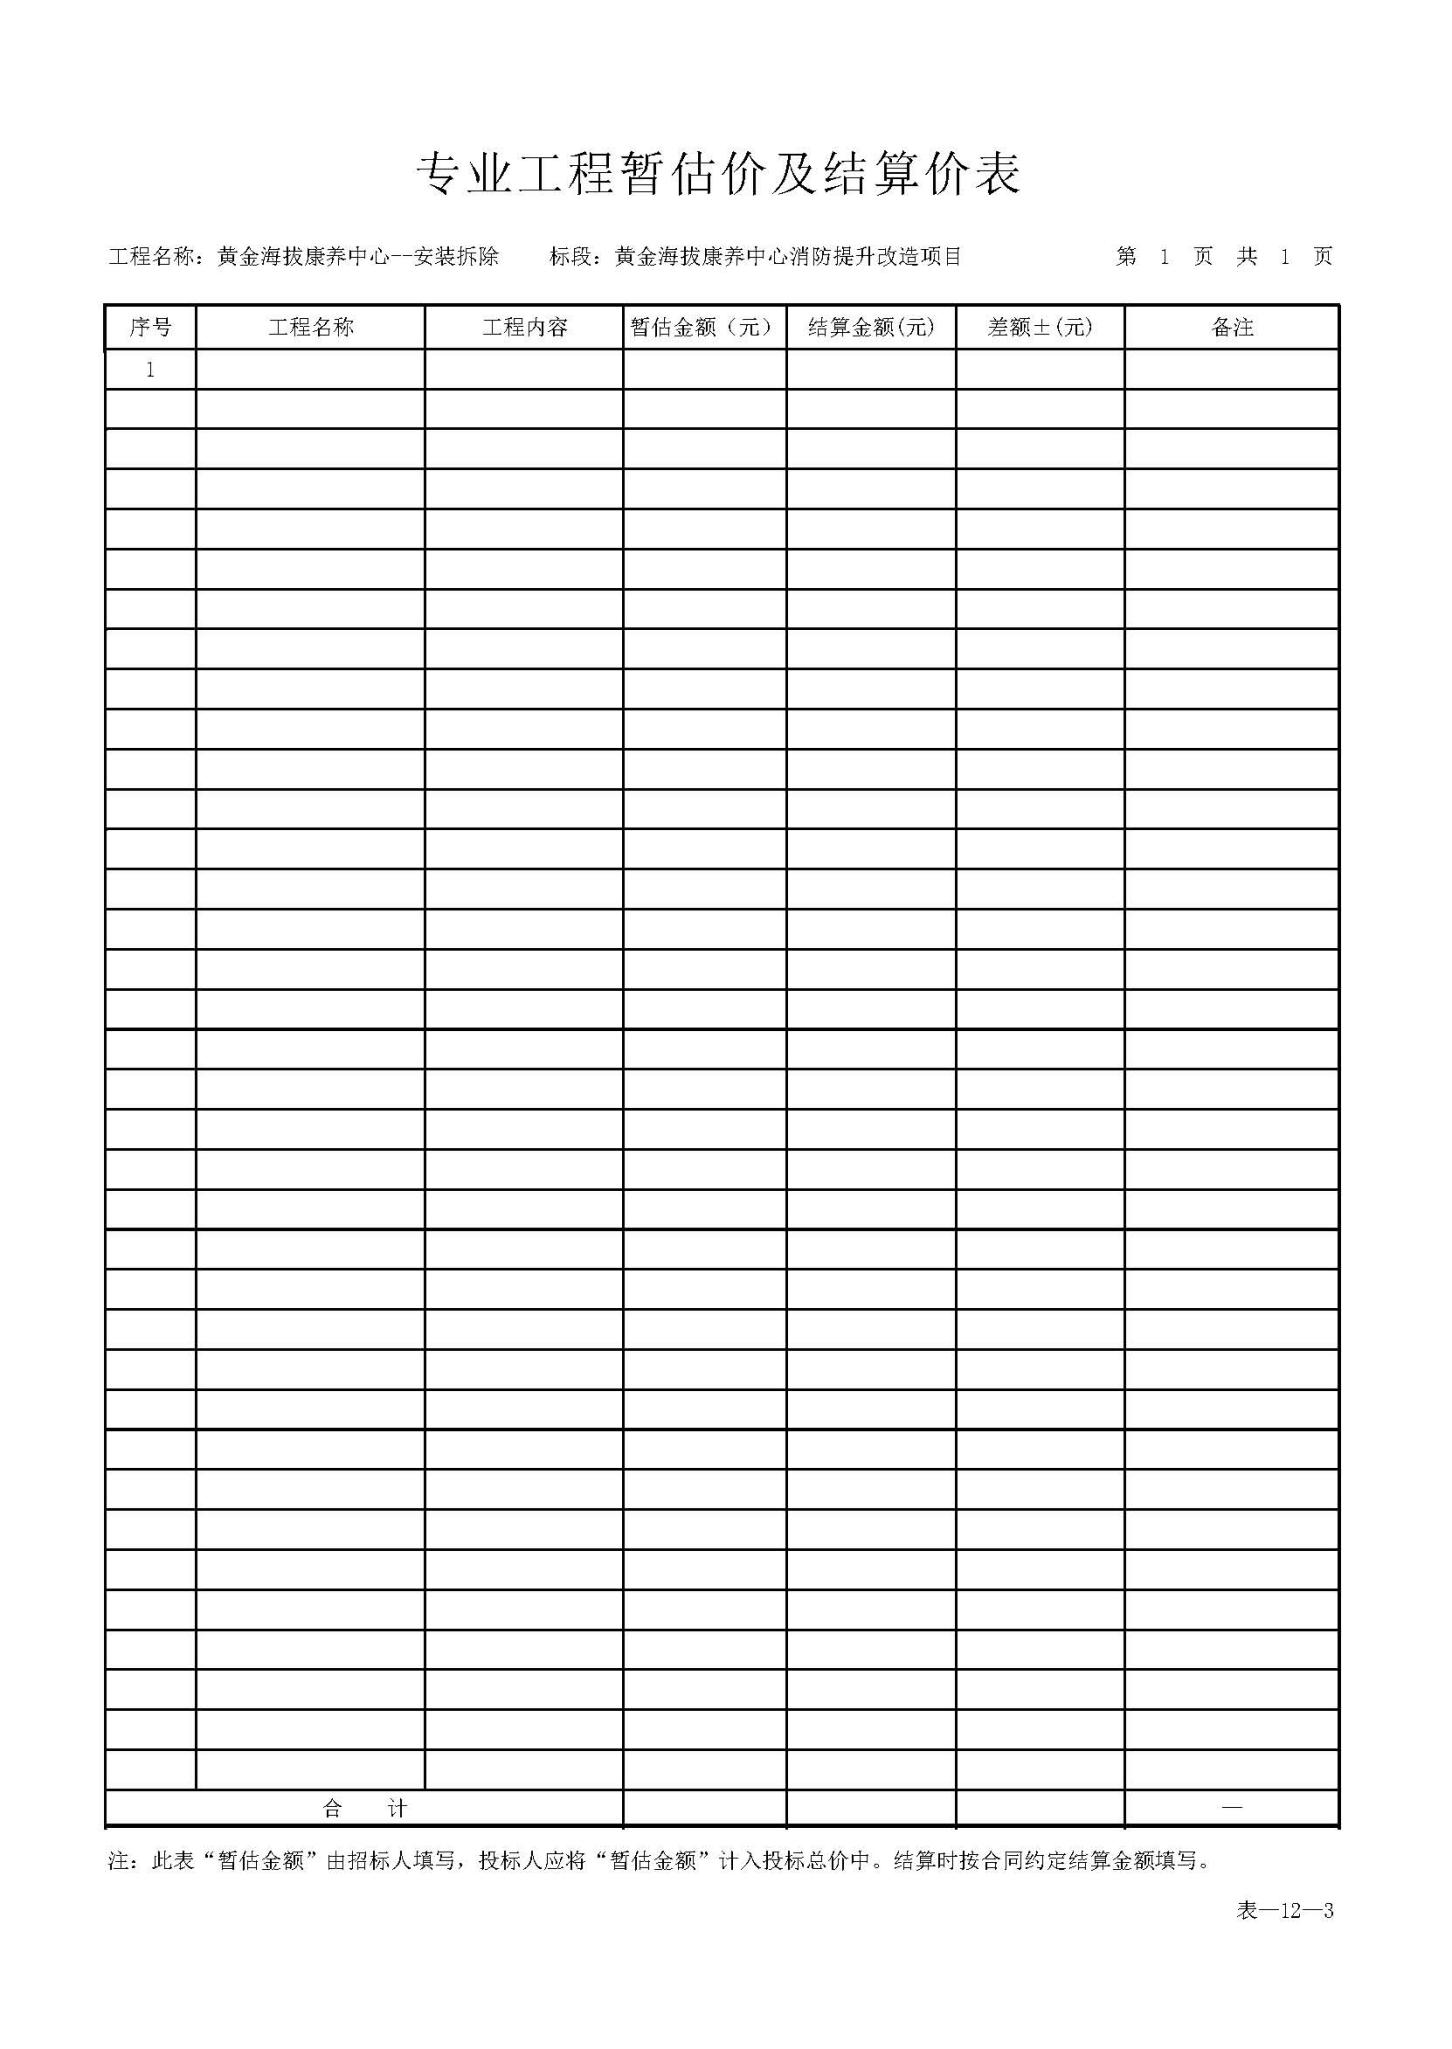 专业工程暂估价及结算价表
工程名称：黄金海拔康养中心--安装拆除 标段：黄金海拔康养中心消防提升改造项目 第 1 页 共 1 页
序号 工程名称 工程内容 暂估金额（元） 结算金额(元) 差额±(元) 备注
1
合 计 —
注：此表“暂估金额”由招标人填写，投标人应将“暂估金额”计入投标总价中。结算时按合同约定结算金额填写。
表—12—3